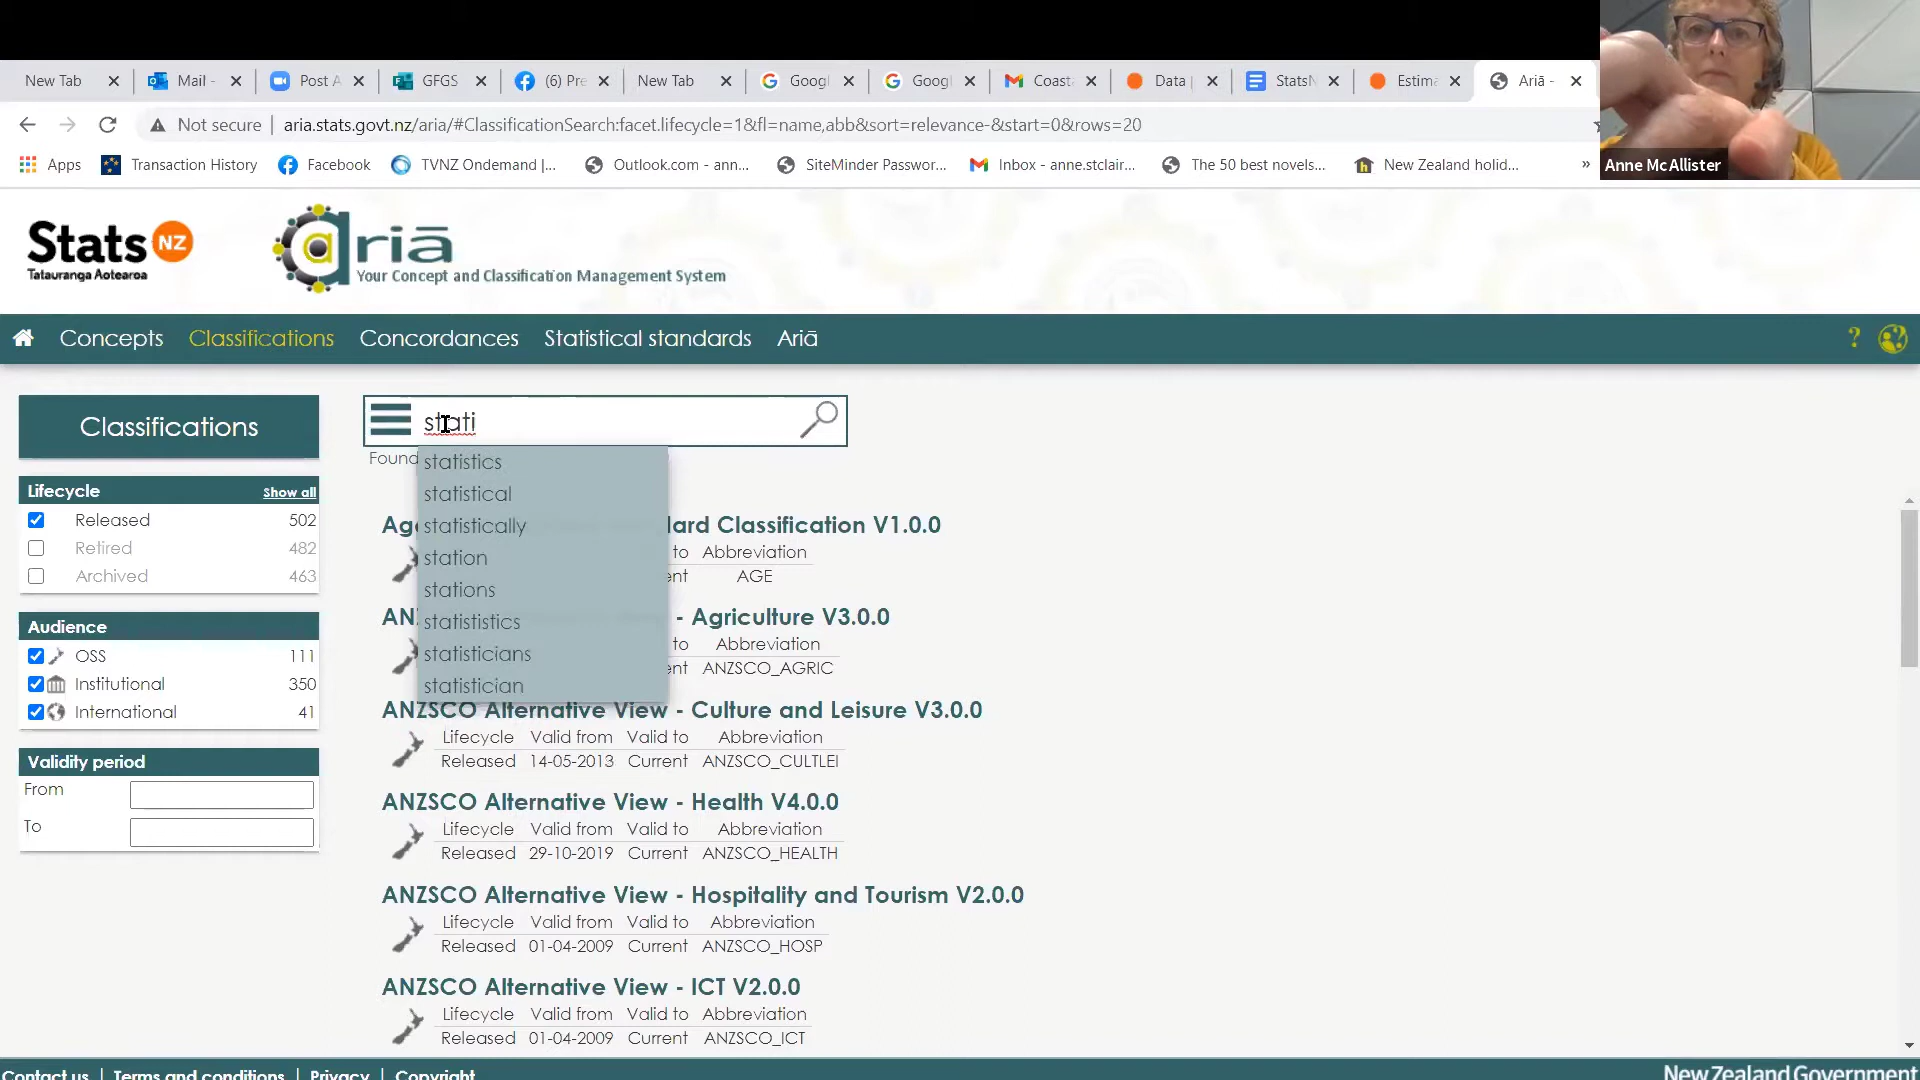 New Tab
Mail -
Post A
GFGS
(6) Pre
New Tab
Googl
Googl
Coast
Data |
StatsN
Estima
Ariā -
Not secure | aria.stats.govt.nz/aria/#ClassificationSearch:facet.lifecycle=1&fl=name,abb&sort=relevance-&start=0&rows=20
Apps
Transaction History
Facebook
TVNZ Ondemand |...
Outlook.com - ann...
SiteMinder Passwor...
Inbox - anne.stclair...
The 50 best novels...
New Zealand holid...
»
Anne McAllister
Stats NZ
Tatauranga Aotearoa
ariā
Your Concept and Classification Management System
Concepts Classifications Concordances Statistical standards Ariā
?
Classifications
Lifecycle Show all
Released 502
Retired 482
Archived 463
Audience
OSS 111
Institutional 350
International 41
Validity period
From
To
stati
Found
statistics
statistical
statistically
station
stations
statististics
statisticians
statistician
Classification V1.0.0
to Abbreviation
AGE
- Agriculture V3.0.0
to Abbreviation
ANZSCO_AGRIC
ANZSCO Alternative View - Culture and Leisure V3.0.0
Lifecycle Valid from Valid to Abbreviation
Released 14-05-2013 Current ANZSCO_CULTLEI
ANZSCO Alternative View - Health V4.0.0
Lifecycle Valid from Valid to Abbreviation
Released 29-10-2019 Current ANZSCO_HEALTH
ANZSCO Alternative View - Hospitality and Tourism V2.0.0
Lifecycle Valid from Valid to Abbreviation
Released 01-04-2009 Current ANZSCO_HOSP
ANZSCO Alternative View - ICT V2.0.0
Lifecycle Valid from Valid to Abbreviation
Released 01-04-2009 Current ANZSCO_ICT
Contact us | Terms and conditions | Privacy | Copyright
New Zealand Government